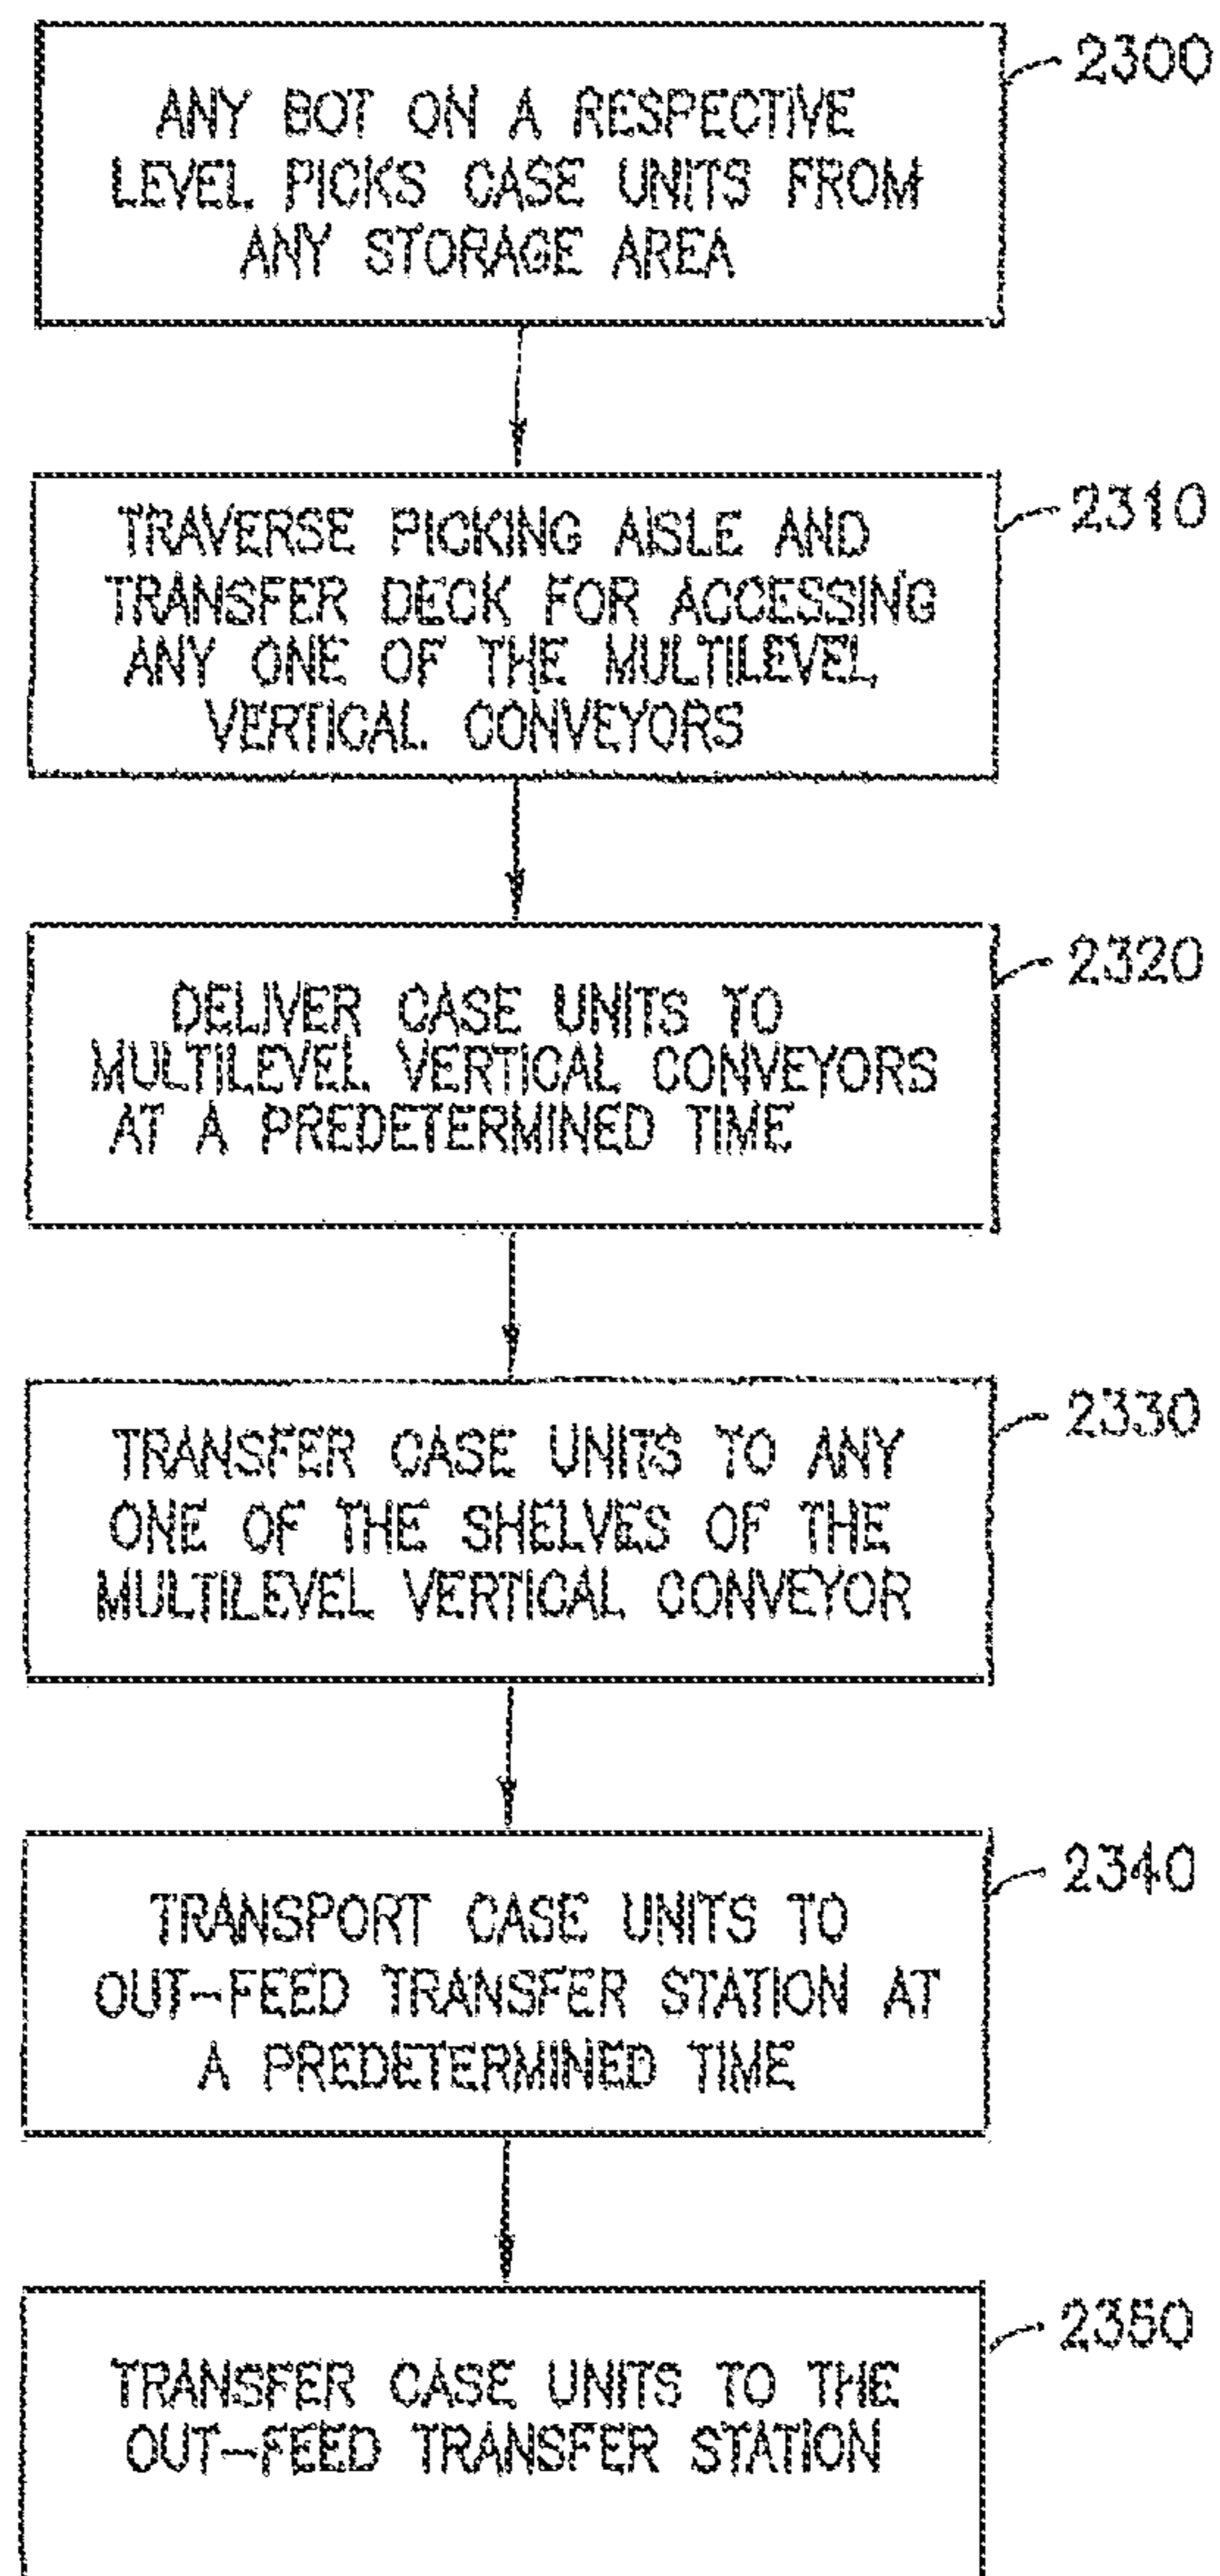 ANY BOT ON A RESPECTIVE
LEVEL PICKS CASE UNITS FROM
ANY STORAGE AREA
2300
TRAVERSE PICKING AISLE AND
TRANSFER DECK FOR ACCESSING
ANY ONE OF THE MULTILEVEL
VERTICAL CONVEYORS
2310
DELIVER CASE UNITS TO
MULTILEVEL VERTICAL CONVEYORS
AT A PREDETERMINED TIME
2320
TRANSFER CASE UNITS TO ANY
ONE OF THE SHELVES OF THE
MULTILEVEL VERTICAL CONVEYOR
2330
TRANSPORT CASE UNITS TO
OUT-FEED TRANSFER STATION AT
A PREDETERMINED TIME
2340
TRANSFER CASE UNITS TO THE
OUT-FEED TRANSFER STATION
2350